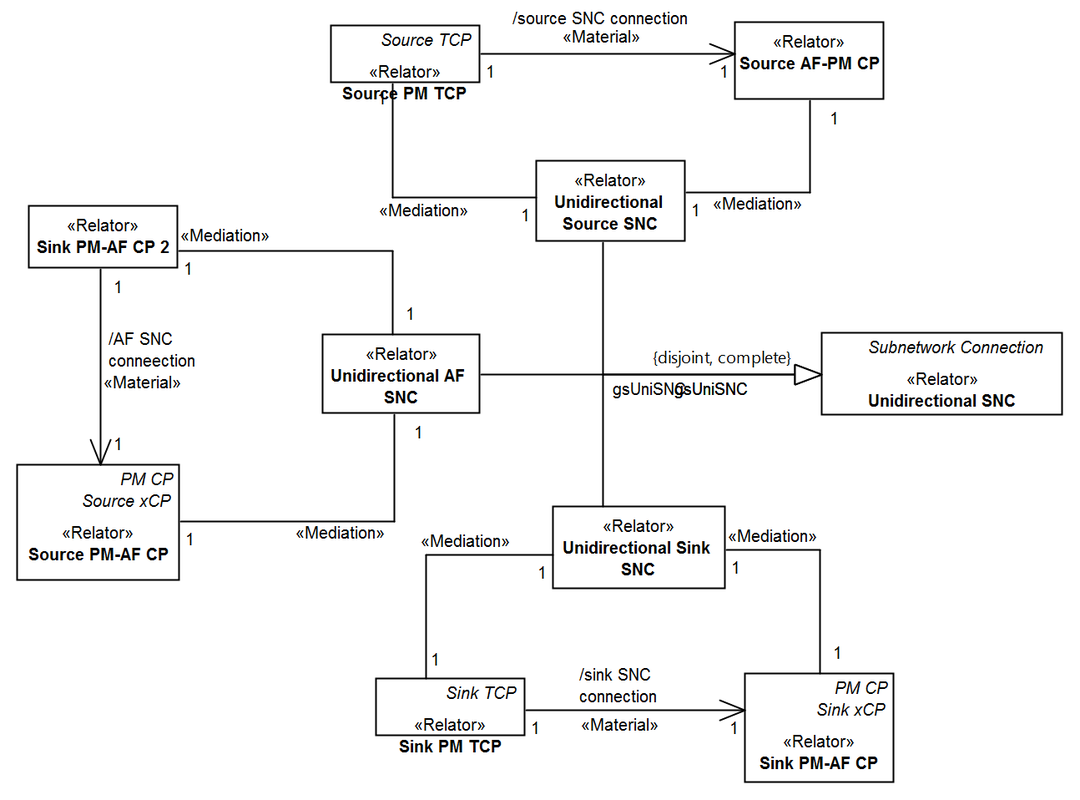 /source SNC connection
«Material»
Source TCP
«Relator»
Source PM TCP
1
1
1
«Relator»
Source AF-PM CP
1
«Relator»
Unidirectional
Source SNC
«Mediation»
1
1
«Mediation»
«Relator»
Sink PM-AF CP 2
«Mediation»
1
1
/AF SNC
conneection
«Material»
1
1
«Relator»
Unidirectional AF
SNC
1
{disjoint, complete}
gsUniSNC
gsUniSNC
Subnetwork Connection
«Relator»
Unidirectional SNC
PM CP
Source xCP
«Relator»
Source PM-AF CP
1
«Mediation»
«Relator»
Unidirectional Sink
SNC
«Mediation»
1
«Mediation»
1
1
1
Sink TCP
«Relator»
Sink PM TCP
/sink SNC
connection
«Material»
1
1
PM CP
Sink xCP
«Relator»
Sink PM-AF CP